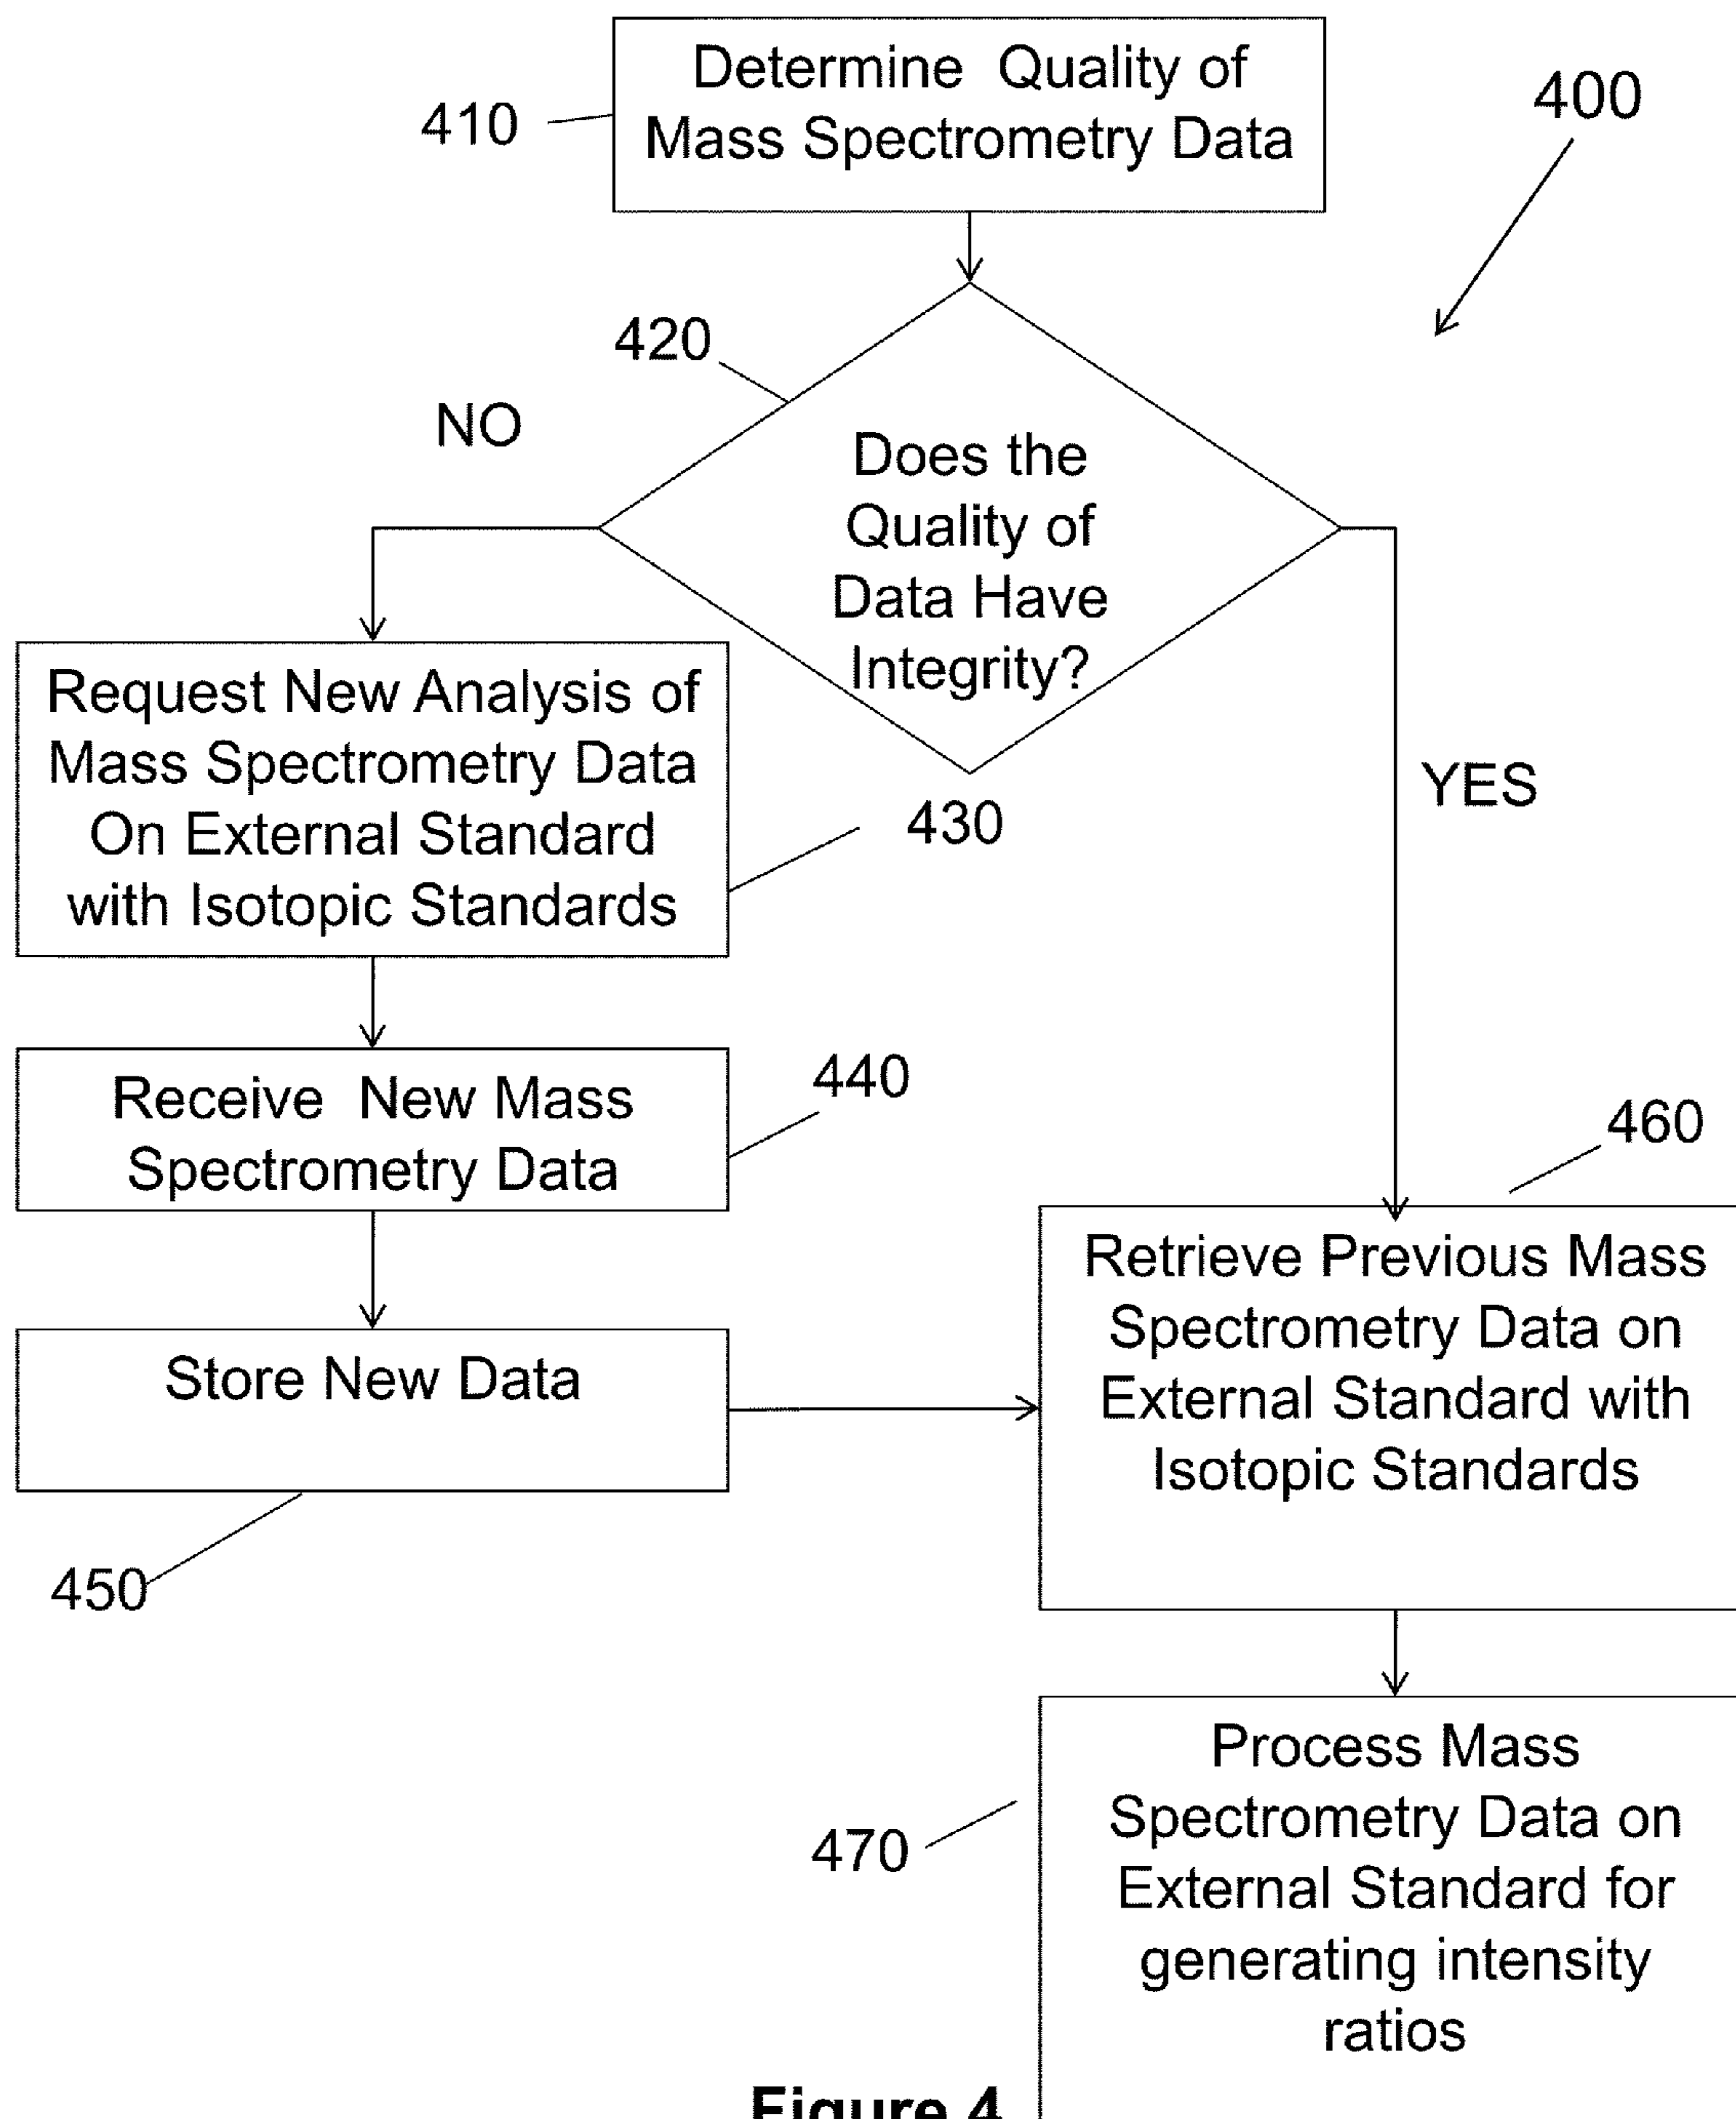 Determine Quality of
Mass Spectrometry Data
410
400
420
NO
Does the
Quality of
Data Have
Integrity?
YES
Request New Analysis of
Mass Spectrometry Data
On External Standard
with Isotopic Standards
430
Receive New Mass
Spectrometry Data
440
460
Store New Data
450
Retrieve Previous Mass
Spectrometry Data on
External Standard with
Isotopic Standards
470
Process Mass
Spectrometry Data on
External Standard for
generating intensity
ratios
Figure 4